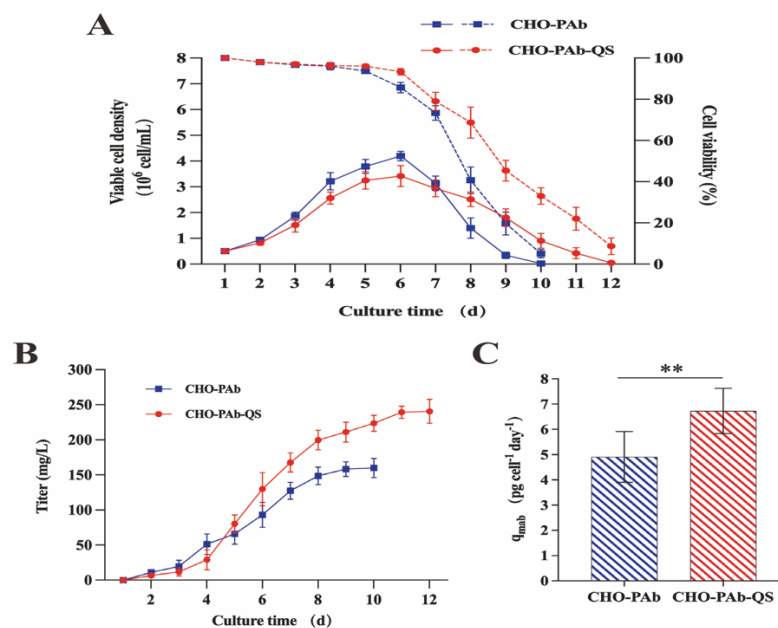 A
CHO-PAb
CHO-PAb-QS
Viable cell density
(10⁶ cell/mL)
8
7
6
5
4
3
2
1
0
100
80
60
40
20
0
Cell viability
(%)
1 2 3 4 5 6 7 8 9 10 11 12
Culture time (d)
B
CHO-PAb
CHO-PAb-QS
Titer (mg/L)
300
250
200
150
100
50
0
2 4 6 8 10 12
Culture time (d)
C
**
qmab (pg cell⁻¹ day⁻¹)
8
7
6
5
4
3
2
1
0
CHO-PAb CHO-PAb-QS